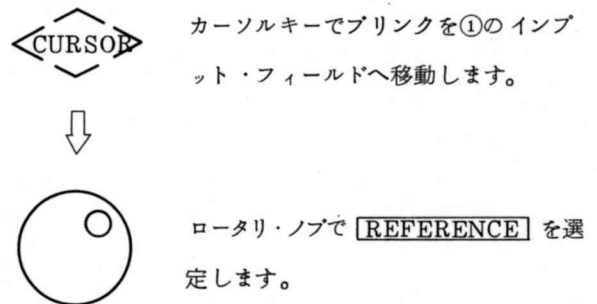 CURSOR
カーソルキーでブリンクを①のインプ
ット・フィールドへ移動します。
ロータリ・ノブで REFERENCE を選
定します。